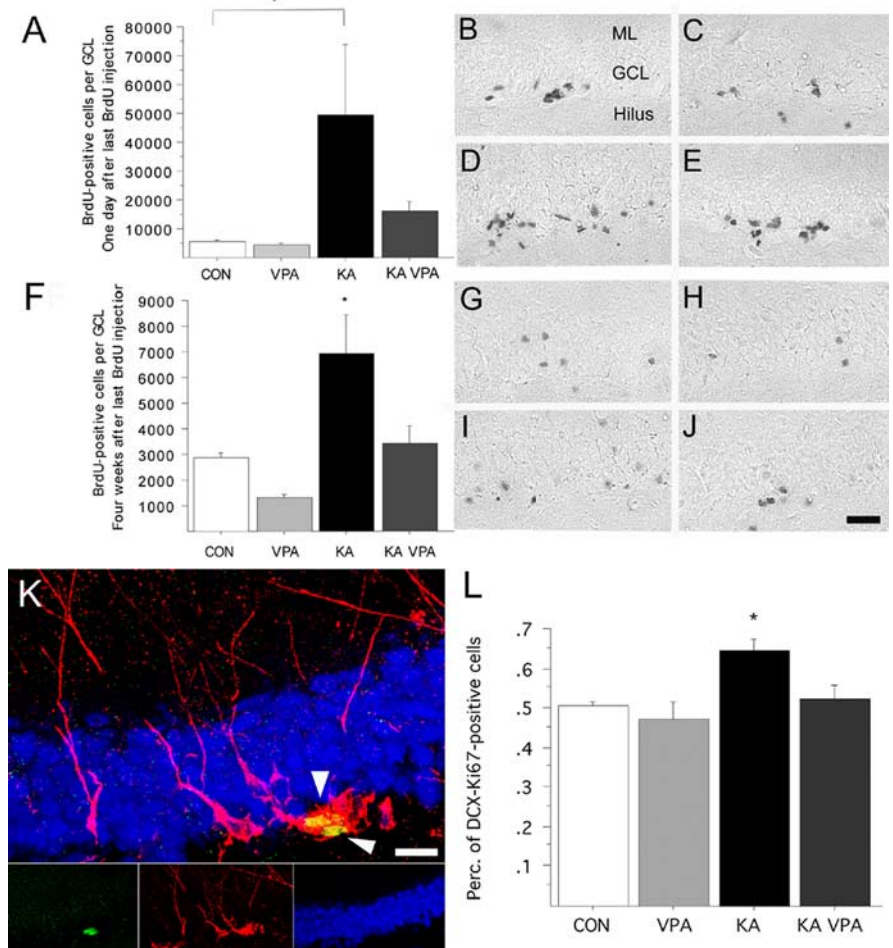 A
BrdU-positive cells per GCL
One day after last BrdU injection
80000
70000
60000
50000
40000
30000
20000
10000
CON VPA KA KA VPA
B
ML
GCL
Hilus
C
D
E
F
BrdU-positive cells per GCL
Four weeks after last BrdU injection
9000
8000
7000
6000
5000
4000
3000
2000
1000
*
CON VPA KA KA VPA
G
H
I
J
K
L
Perc. of DCX-Ki67-positive cells
.7
.6
.5
.4
.3
.2
.1
*
CON VPA KA KA VPA